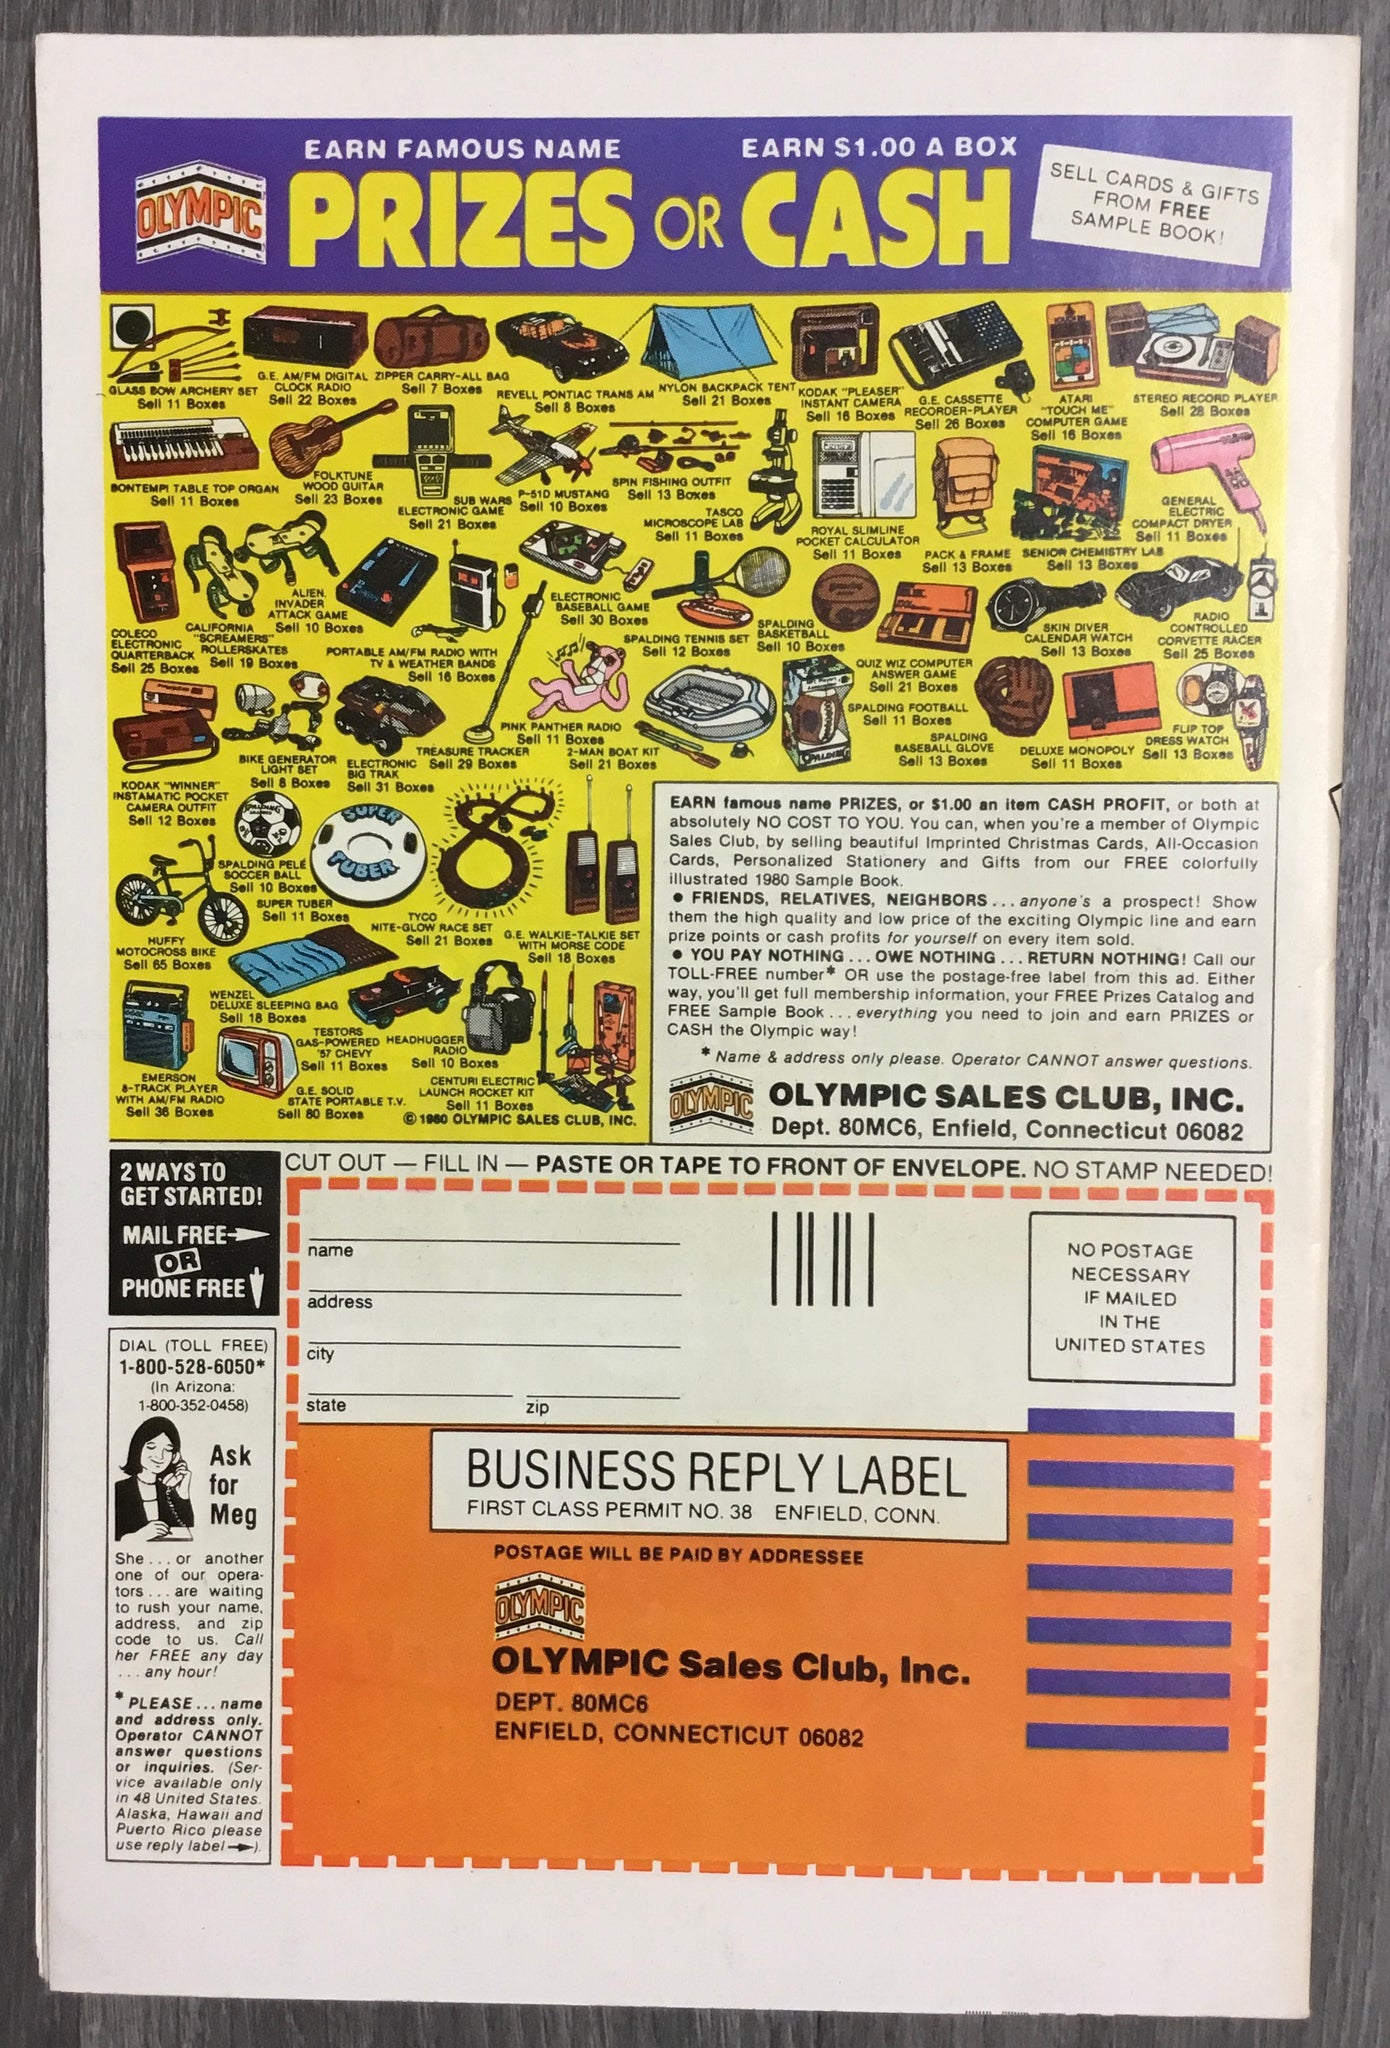 EARN FAMOUS NAME
EARN $1.00 A BOX
OLYMPIC
PRIZES OR CASH
SELL CARDS & GIFTS
FROM FREE
SAMPLE BOOK!
GLASS BOW ARCHERY SET
Sell 11 Boxes
G.E. AM/FM DIGITAL
CLOCK RADIO
Sell 22 Boxes
ZIPPER CARRY-ALL BAG
Sell 7 Boxes
REVELL PONTIAC TRANS AM
Sell 8 Boxes
NYLON BACKPACK TENT
Sell 21 Boxes
KODAK "PLEASER"
INSTANT CAMERA
Sell 16 Boxes
G.E. CASSETTE
RECORDER-PLAYER
Sell 26 Boxes
ATARI
"TOUCH ME"
COMPUTER GAME
Sell 16 Boxes
STEREO RECORD PLAYER
Sell 28 Boxes
BONTEMPI TABLE TOP ORGAN
Sell 11 Boxes
FOLKTUNE
WOOD GUITAR
Sell 23 Boxes
SUB WARS
ELECTRONIC GAME
Sell 21 Boxes
P-51D MUSTANG
Sell 10 Boxes
SPIN FISHING OUTFIT
Sell 13 Boxes
TASCO
MICROSCOPE LAB
Sell 11 Boxes
ROYAL SLIMLINE
POCKET CALCULATOR
Sell 11 Boxes
PACK & FRAME
Sell 13 Boxes
SENIOR CHEMISTRY LAB
Sell 13 Boxes
GENERAL
ELECTRIC
COMPACT DRYER
Sell 11 Boxes
COLECO
ELECTRONIC
QUARTERBACK
Sell 25 Boxes
CALIFORNIA
"SCREAMERS"
ROLLERSKATES
Sell 19 Boxes
ALIEN
INVADER
ATTACK GAME
Sell 10 Boxes
PORTABLE AM/FM RADIO WITH
TV & WEATHER BANDS
Sell 16 Boxes
ELECTRONIC
BASEBALL GAME
Sell 30 Boxes
SPALDING TENNIS SET
Sell 12 Boxes
SPALDING
BASKETBALL
Sell 10 Boxes
QUIZ WIZ COMPUTER
ANSWER GAME
Sell 21 Boxes
SKIN DIVER
CALENDAR WATCH
Sell 13 Boxes
RADIO
CONTROLLED
CORVETTE RACER
Sell 25 Boxes
KODAK "WINNER"
INSTAMATIC POCKET
CAMERA OUTFIT
Sell 12 Boxes
BIKE GENERATOR
LIGHT SET
Sell 8 Boxes
ELECTRONIC
BIG TRAK
Sell 31 Boxes
TREASURE TRACKER
Sell 29 Boxes
PINK PANTHER RADIO
Sell 11 Boxes
2-MAN BOAT KIT
Sell 21 Boxes
SPALDING
SPALDING FOOTBALL
Sell 11 Boxes
SPALDING
BASEBALL GLOVE
Sell 13 Boxes
DELUXE MONOPOLY
Sell 11 Boxes
FLIP TOP
DRESS WATCH
Sell 13 Boxes
HUFFY
MOTOCROSS BIKE
Sell 65 Boxes
SPALDING
SPALDING PELÉ
SOCCER BALL
Sell 10 Boxes
SUPER
TUBER
SUPER TUBER
Sell 11 Boxes
TYCO
NITE-GLOW RACE SET
Sell 21 Boxes
G.E. WALKIE-TALKIE SET
WITH MORSE CODE
Sell 18 Boxes
WENZEL
DELUXE SLEEPING BAG
Sell 18 Boxes
EMERSON
8-TRACK PLAYER
WITH AM/FM RADIO
Sell 36 Boxes
G.E. SOLID
STATE PORTABLE T.V.
Sell 80 Boxes
TESTORS
GAS-POWERED
'57 CHEVY
Sell 11 Boxes
HEADHUGGER
RADIO
Sell 10 Boxes
CENTURI ELECTRIC
LAUNCH ROCKET KIT
Sell 11 Boxes
© 1980 OLYMPIC SALES CLUB, INC.
EARN famous name PRIZES, or $1.00 an item CASH PROFIT, or both at
absolutely NO COST TO YOU. You can, when you're a member of Olympic
Sales Club, by selling beautiful Imprinted Christmas Cards, All-Occasion
Cards, Personalized Stationery and Gifts from our FREE colorfully
illustrated 1980 Sample Book.
• FRIENDS, RELATIVES, NEIGHBORS...anyone's a prospect! Show
them the high quality and low price of the exciting Olympic line and earn
prize points or cash profits for yourself on every item sold.
• YOU PAY NOTHING...OWE NOTHING...RETURN NOTHING! Call our
TOLL-FREE number* OR use the postage-free label from this ad. Either
way, you'll get full membership information, your FREE Prizes Catalog and
FREE Sample Book...everything you need to join and earn PRIZES or
CASH the Olympic way!
* Name & address only please. Operator CANNOT answer questions.
OLYMPIC
OLYMPIC SALES CLUB, INC.
Dept. 80MC6, Enfield, Connecticut 06082
2 WAYS TO
GET STARTED!
MAIL FREE
OR
PHONE FREE
CUT OUT — FILL IN — PASTE OR TAPE TO FRONT OF ENVELOPE. NO STAMP NEEDED!
name
address
city
state zip
NO POSTAGE
NECESSARY
IF MAILED
IN THE
UNITED STATES
DIAL (TOLL FREE)
1-800-528-6050*
(In Arizona:
1-800-352-0458)
Ask
for
Meg
She...or another
one of our opera-
tors...are waiting
to rush your name,
address, and zip
code to us. Call
her FREE any day
...any hour!
* PLEASE...name
and address only.
Operator CANNOT
answer questions
or inquiries. (Ser-
vice available only
in 48 United States.
Alaska, Hawaii and
Puerto Rico please
use reply label ).
BUSINESS REPLY LABEL
FIRST CLASS PERMIT NO. 38 ENFIELD, CONN.
POSTAGE WILL BE PAID BY ADDRESSEE
OLYMPIC
OLYMPIC Sales Club, Inc.
DEPT. 80MC6
ENFIELD, CONNECTICUT 06082